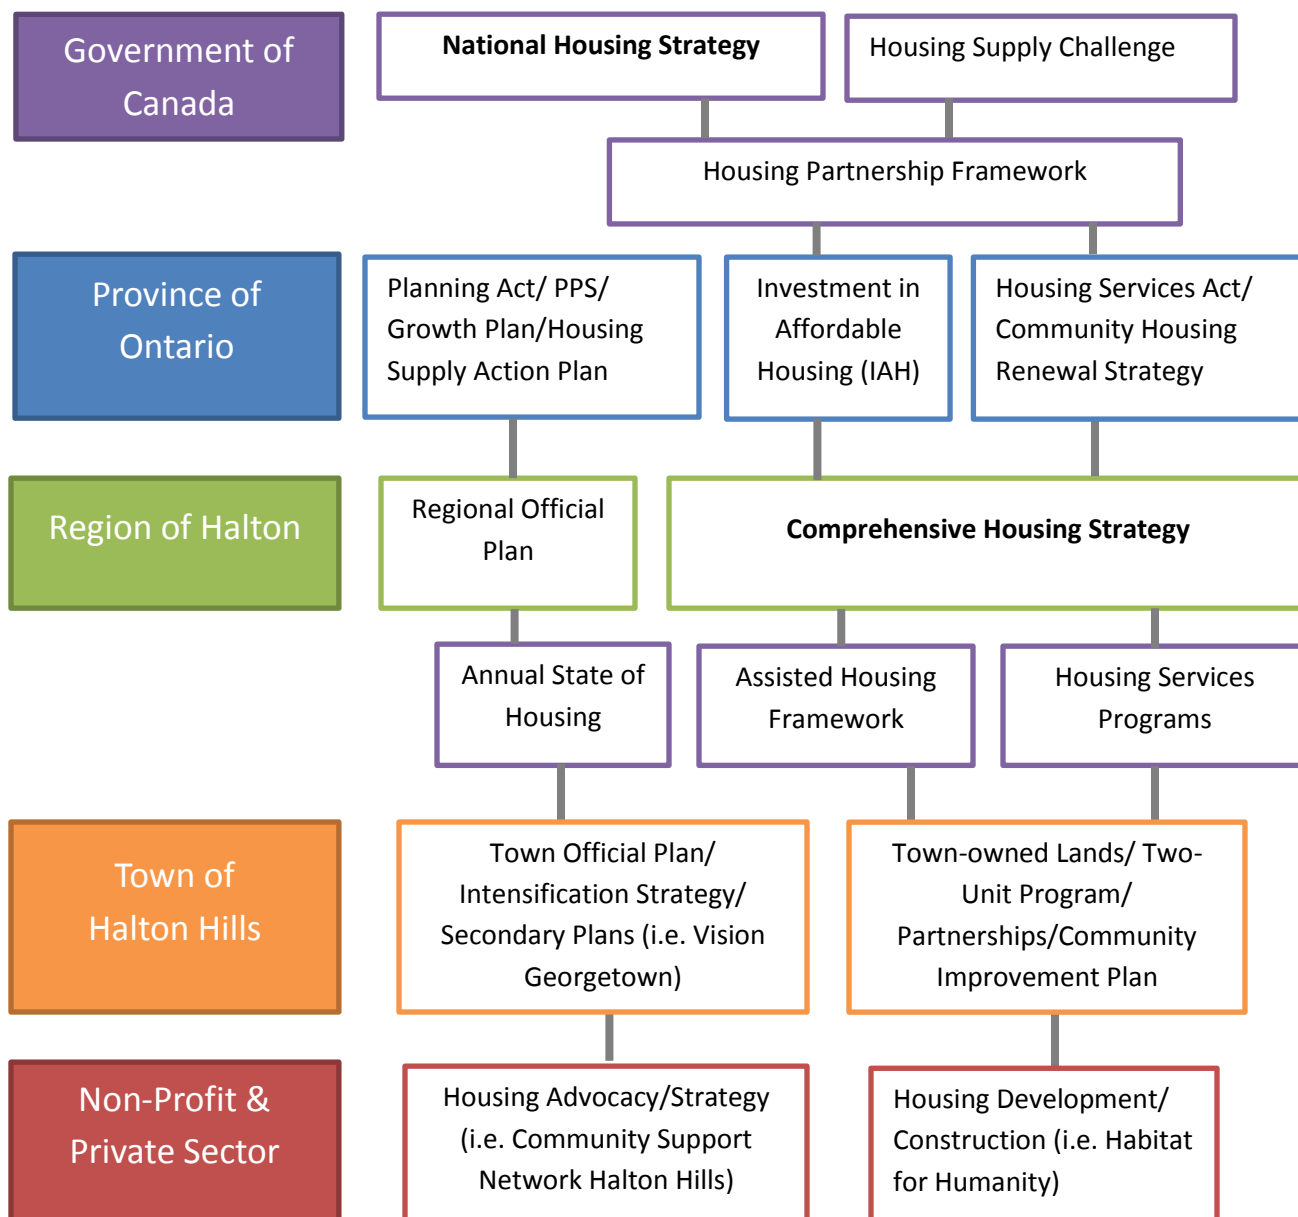 Government of
Canada
National Housing Strategy
Housing Supply Challenge
Housing Partnership Framework
Province of
Ontario
Planning Act/ PPS/
Growth Plan/Housing
Supply Action Plan
Investment in
Affordable
Housing (IAH)
Housing Services Act/
Community Housing
Renewal Strategy
Region of Halton
Regional Official
Plan
Comprehensive Housing Strategy
Annual State of
Housing
Assisted Housing
Framework
Housing Services
Programs
Town of
Halton Hills
Town Official Plan/
Intensification Strategy/
Secondary Plans (i.e. Vision
Georgetown)
Town-owned Lands/ Two-
Unit Program/
Partnerships/Community
Improvement Plan
Non-Profit &
Private Sector
Housing Advocacy/Strategy
(i.e. Community Support
Network Halton Hills)
Housing Development/
Construction (i.e. Habitat
for Humanity)